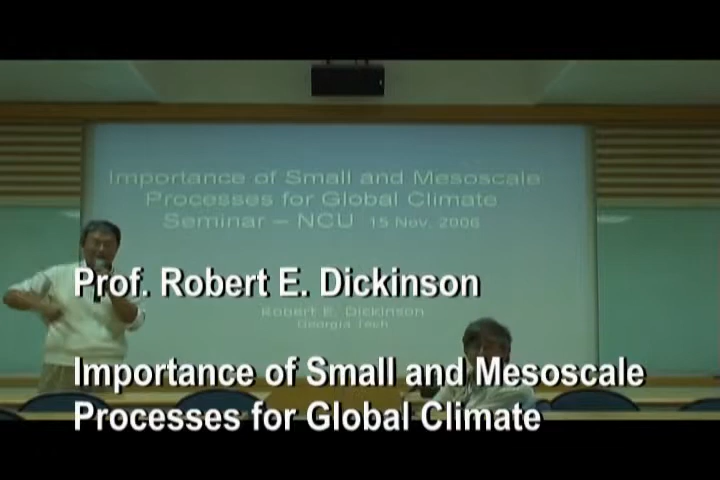 Importance of Small and Mesoscale
Processes for Global Climate
Seminar – NCU 15 Nov. 2006
Prof. Robert E. Dickinson
Robert E. Dickinson
Georgia Tech
Importance of Small and Mesoscale
Processes for Global Climate